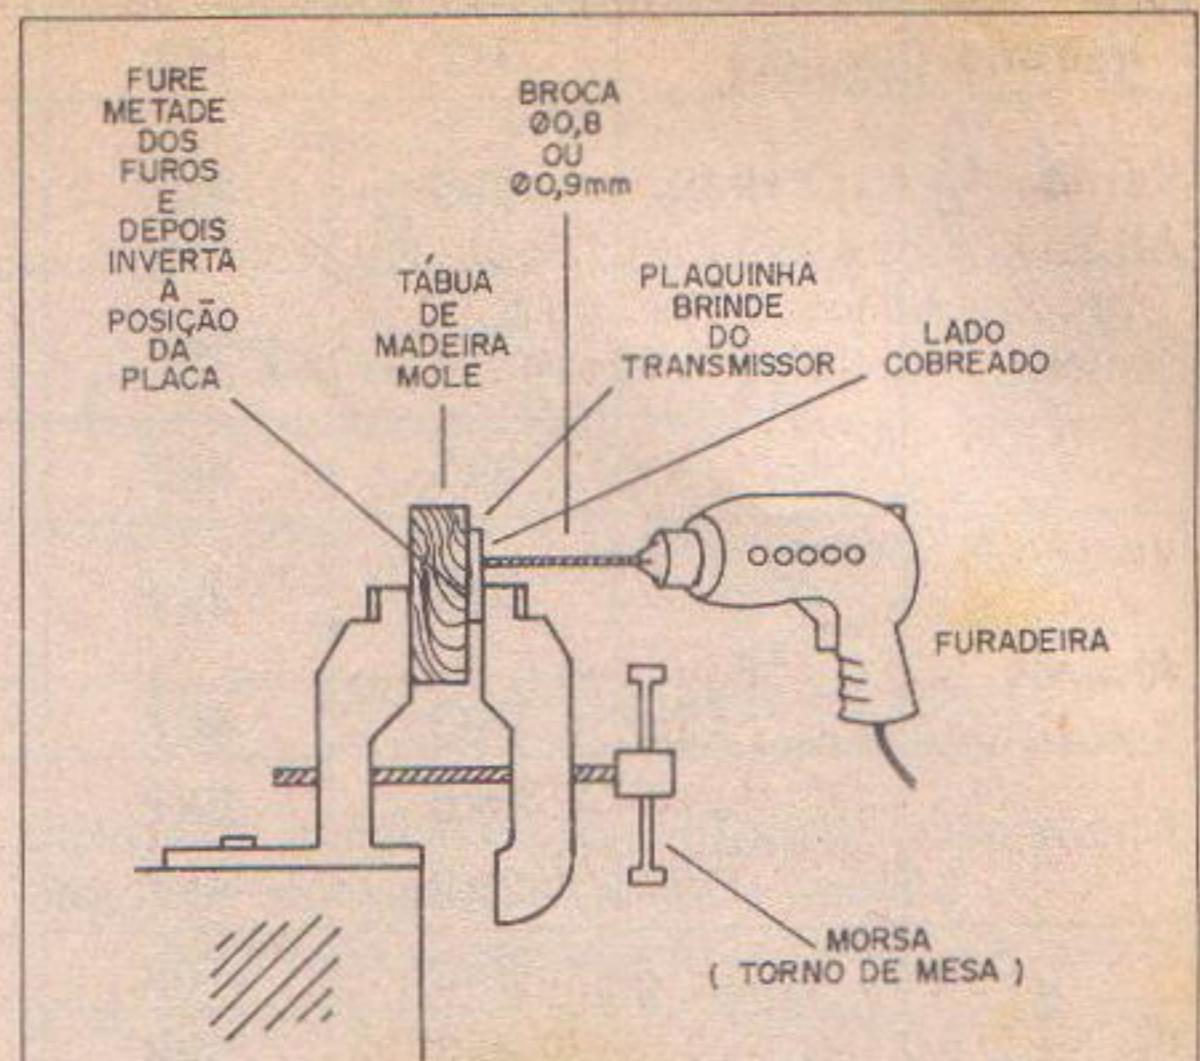 FURE
METADE
DOS
FUROS
E
DEPOIS
INVERTA
A
POSIÇÃO
DA
PLACA
BROCA
Ø0,8
OU
Ø0,9mm
TÁBUA
DE
MADEIRA
MOLE
PLAQUINHA
BRINDE
DO
TRANSMISSOR
LADO
COBREADO
FURADEIRA
MORSA
( TORNO DE MESA )